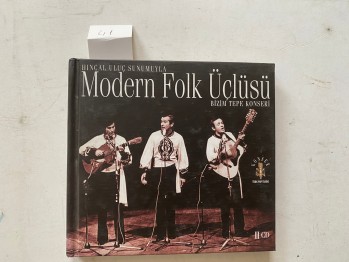 HINCAL ULUÇ SUNUMUYLA
Modern Folk Üçlüsü
BİZİM TEPE KONSERİ
II CD